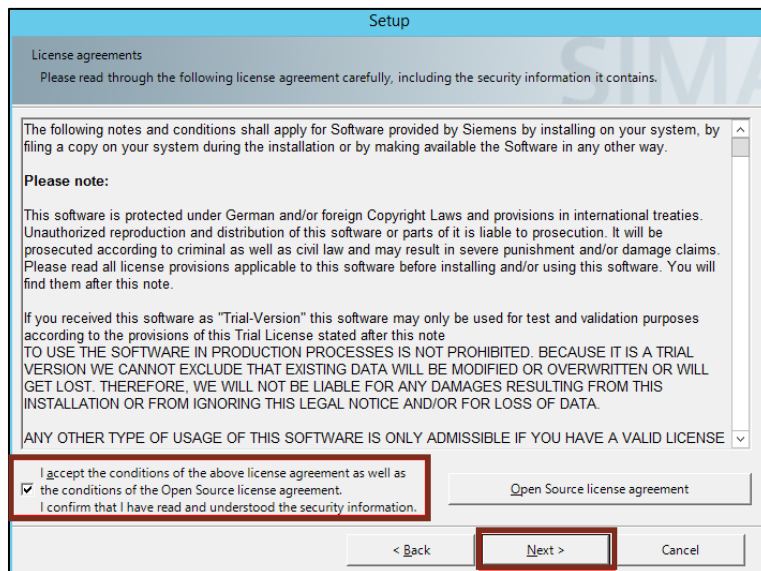 Setup
License agreements
Please read through the following license agreement carefully, including the security information it contains.
SIMA
The following notes and conditions shall apply for Software provided by Siemens by installing on your system, by
filing a copy on your system during the installation or by making available the Software in any other way.
Please note:
This software is protected under German and/or foreign Copyright Laws and provisions in international treaties.
Unauthorized reproduction and distribution of this software or parts of it is liable to prosecution. It will be
prosecuted according to criminal as well as civil law and may result in severe punishment and/or damage claims.
Please read all license provisions applicable to this software before installing and/or using this software. You will
find them after this note.
If you received this software as "Trial-Version" this software may only be used for test and validation purposes
according to the provisions of this Trial License stated after this note
TO USE THE SOFTWARE IN PRODUCTION PROCESSES IS NOT PROHIBITED. BECAUSE IT IS A TRIAL
VERSION WE CANNOT EXCLUDE THAT EXISTING DATA WILL BE MODIFIED OR OVERWRITTEN OR WILL
GET LOST. THEREFORE, WE WILL NOT BE LIABLE FOR ANY DAMAGES RESULTING FROM THIS
INSTALLATION OR FROM IGNORING THIS LEGAL NOTICE AND/OR FOR LOSS OF DATA.
ANY OTHER TYPE OF USAGE OF THIS SOFTWARE IS ONLY ADMISSIBLE IF YOU HAVE A VALID LICENSE
I accept the conditions of the above license agreement as well as
the conditions of the Open Source license agreement.
I confirm that I have read and understood the security information.
Open Source license agreement
< Back
Next >
Cancel